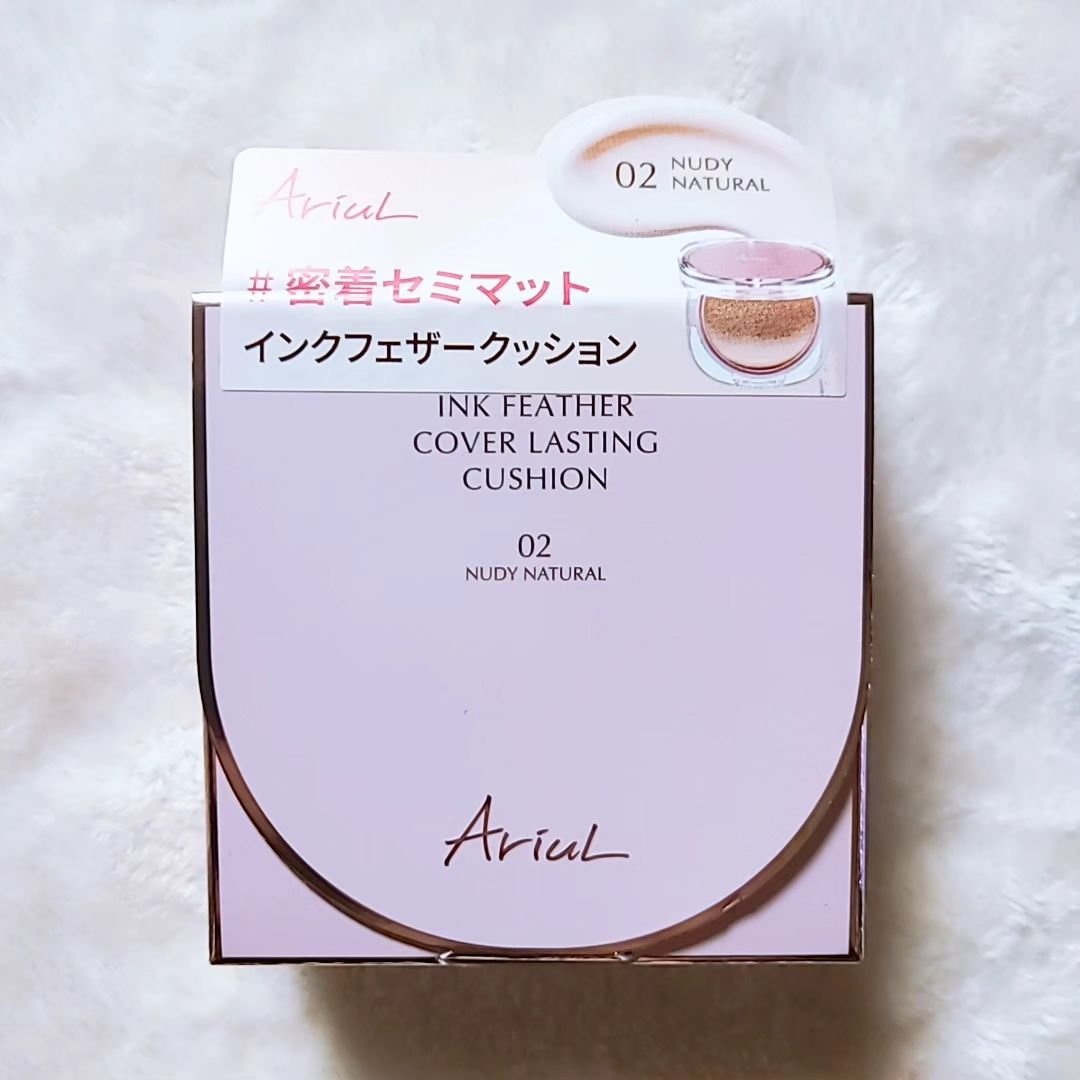 02 NUDY
NATURAL
Ariul
#密着セミマット
インクフェザークッション
INK FEATHER
COVER LASTING
CUSHION
02
NUDY NATURAL
Ariul